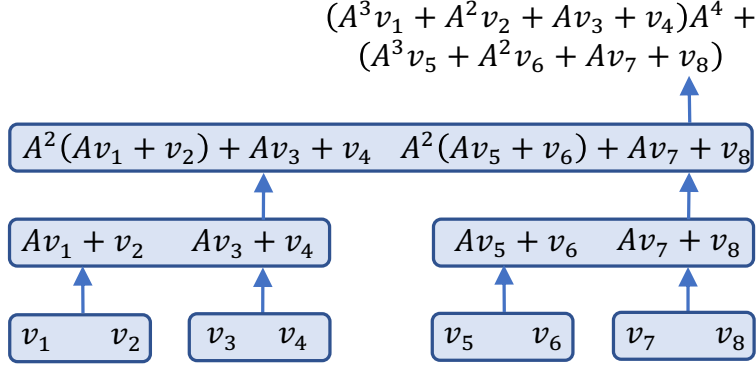 (A³v₁ + A²v₂ + Av₃ + v₄)A⁴ +
(A³v₅ + A²v₆ + Av₇ + v₈)
A²(Av₁ + v₂) + Av₃ + v₄ A²(Av₅ + v₆) + Av₇ + v₈
Av₁ + v₂ Av₃ + v₄ Av₅ + v₆ Av₇ + v₈
v₁ v₂ v₃ v₄ v₅ v₆ v₇ v₈